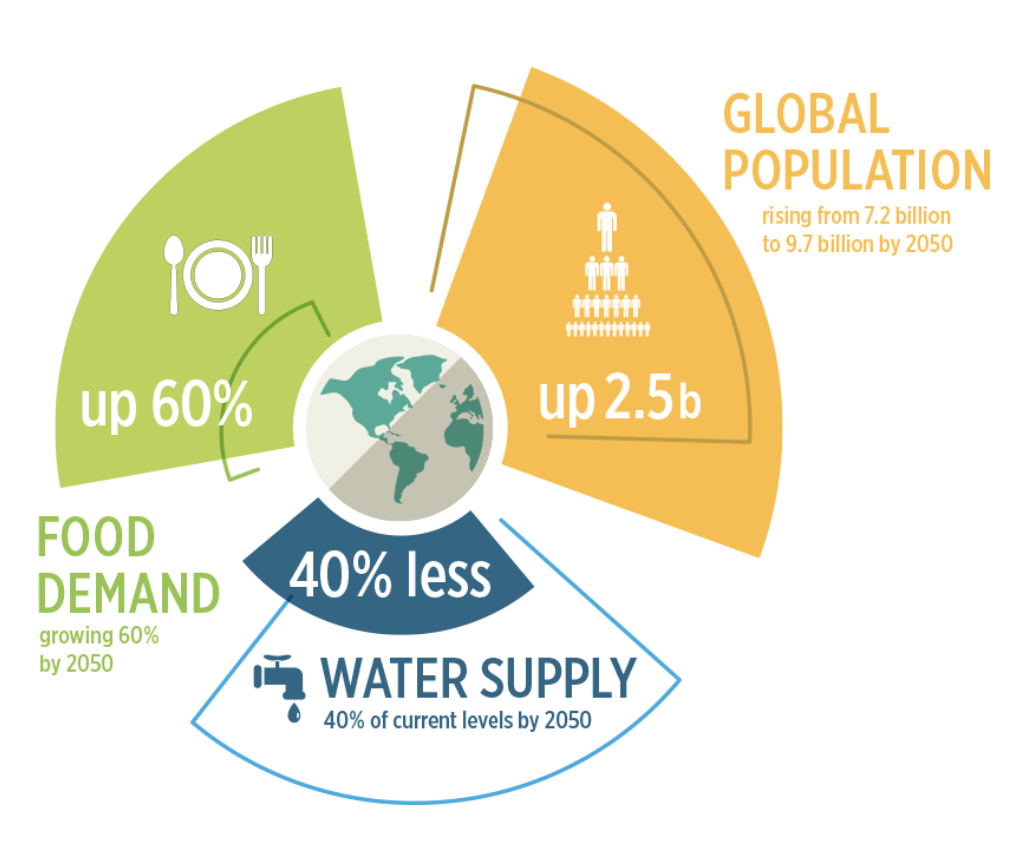 GLOBAL
POPULATION
rising from 7.2 billion
to 9.7 billion by 2050
up 2.5b
up 60%
FOOD
DEMAND
growing 60%
by 2050
40% less
WATER SUPPLY
40% of current levels by 2050